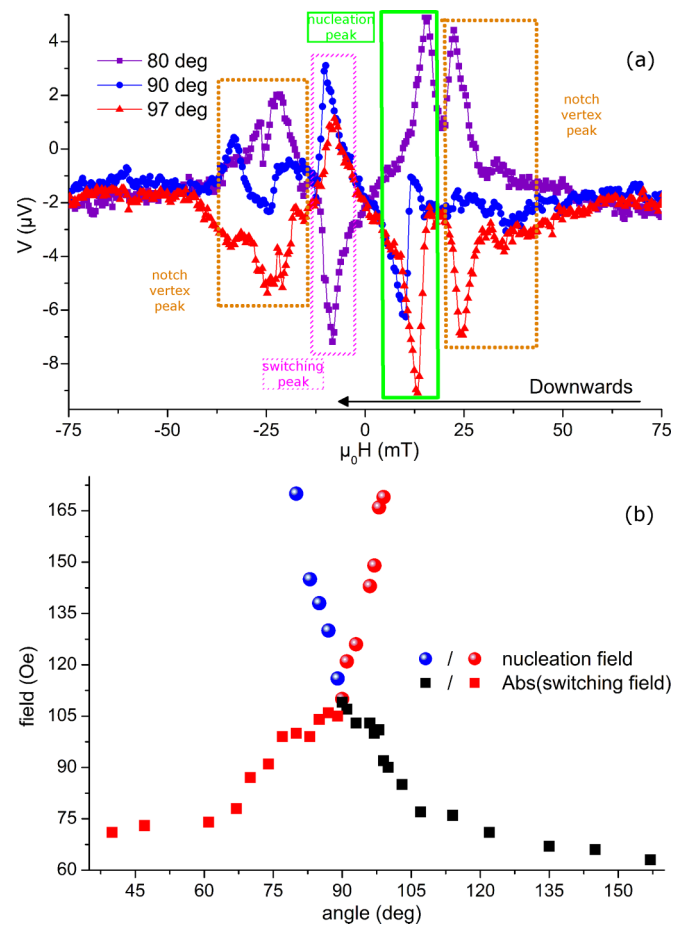 nucleation
peak
(a)
80 deg
90 deg
97 deg
notch
vertex
peak
notch
vertex
peak
switching
peak
Downwards
4
2
0
-2
-4
-6
-8
V (μV)
-75 -50 -25 0 25 50 75
μ0H (mT)
(b)
165
150
135
120
105
90
75
60
field (Oe)
/ nucleation field
/ Abs(switching field)
45 60 75 90 105 120 135 150
angle (deg)